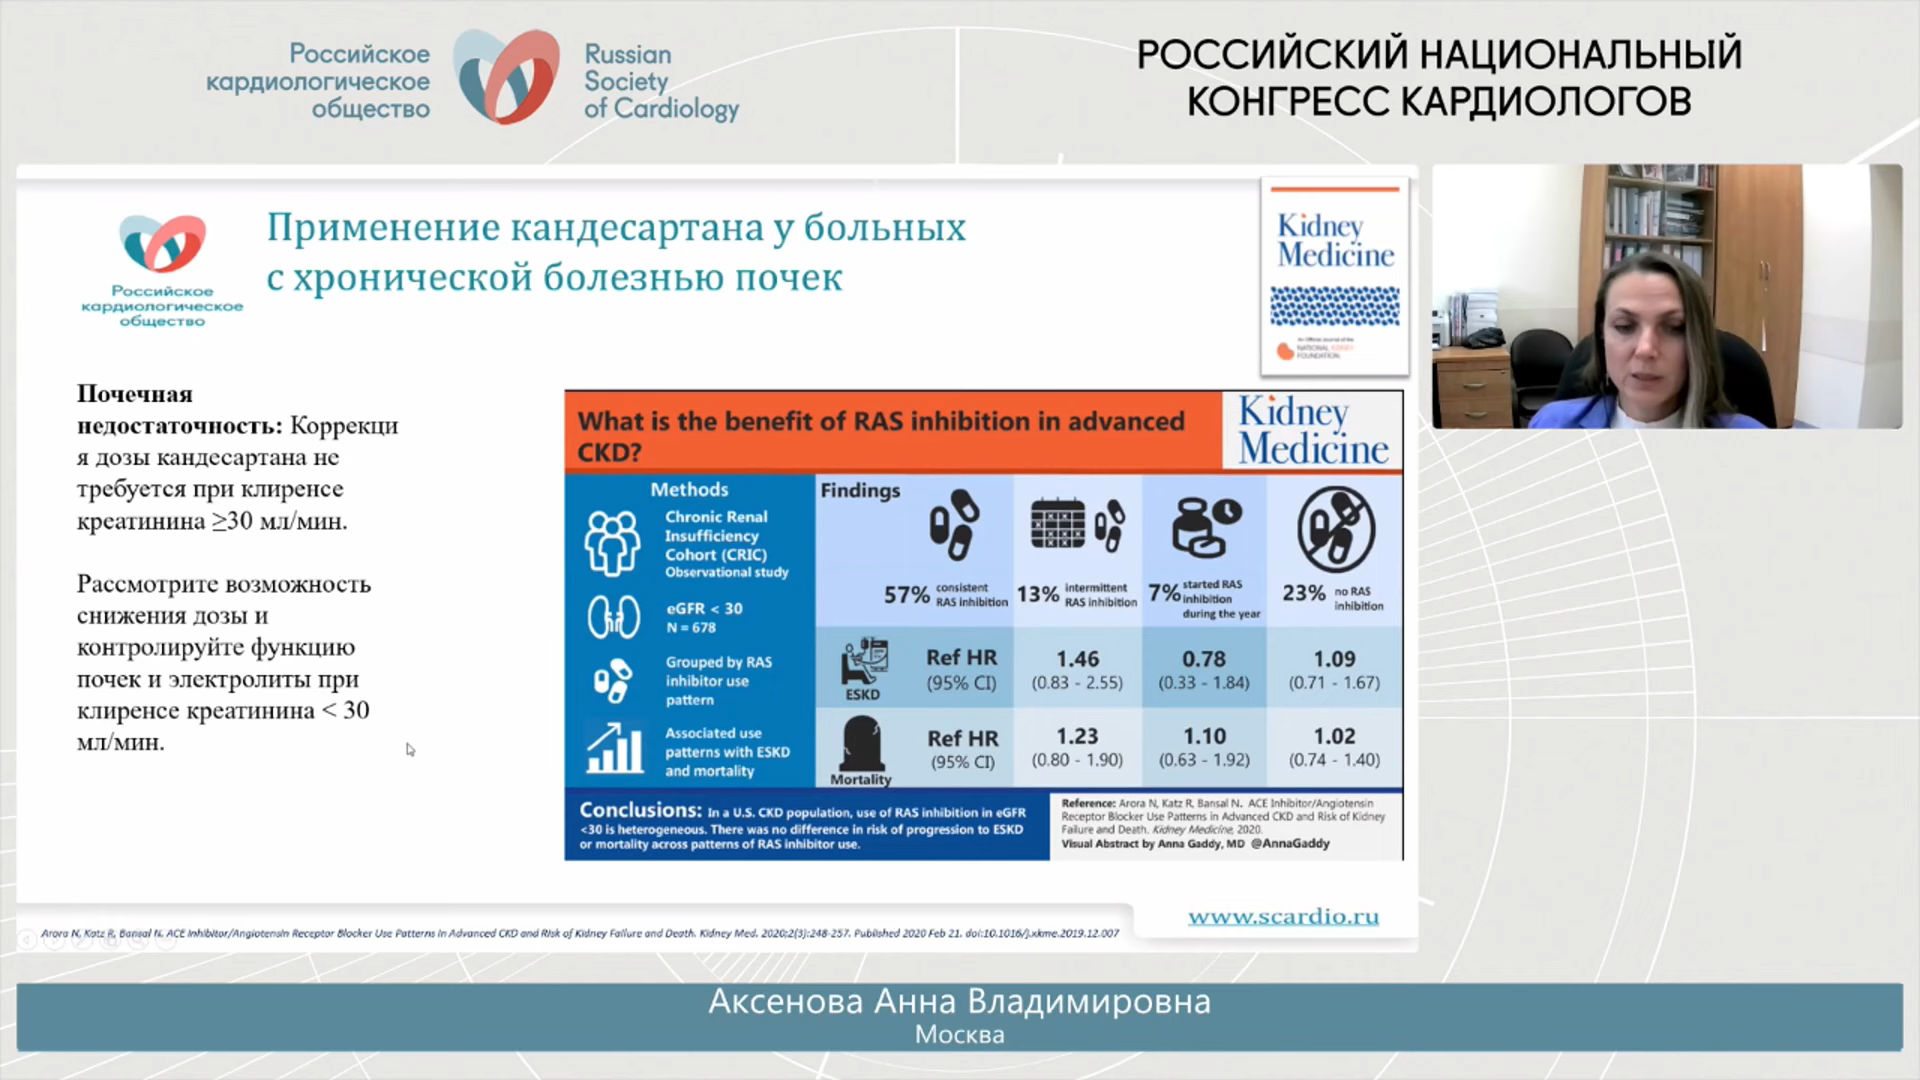 Российское
кардиологическое
общество
Russian
Society
of Cardiology
РОССИЙСКИЙ НАЦИОНАЛЬНЫЙ
КОНГРЕСС КАРДИОЛОГОВ
Российское
кардиологическое
общество
Применение кандесартана у больных
с хронической болезнью почек
Kidney
Medicine
An Official Journal of the
NATIONAL KIDNEY
FOUNDATION
Почечная
недостаточность: Коррекци
я дозы кандесартана не
требуется при клиренсе
креатинина ≥30 мл/мин.
Рассмотрите возможность
снижения дозы и
контролируйте функцию
почек и электролиты при
клиренсе креатинина < 30
мл/мин.
What is the benefit of RAS inhibition in advanced
CKD?
Kidney
Medicine
Methods
Chronic Renal
Insufficiency
Cohort (CRIC)
Observational study
eGFR < 30
N = 678
Grouped by RAS
inhibitor use
pattern
Associated use
patterns with ESKD
and mortality
Findings
57% consistent
RAS inhibition
13% intermittent
RAS inhibition
7% started RAS
inhibition
during the year
23% no RAS
inhibition
ESKD
Ref HR 1.46 0.78 1.09
(95% CI) (0.83 - 2.55) (0.33 - 1.84) (0.71 - 1.67)
Mortality
Ref HR 1.23 1.10 1.02
(95% CI) (0.80 - 1.90) (0.63 - 1.92) (0.74 - 1.40)
Conclusions: In a U.S. CKD population, use of RAS inhibition in eGFR
<30 is heterogeneous. There was no difference in risk of progression to ESKD
or mortality across patterns of RAS inhibitor use.
Reference: Arora N, Katz R, Bansal N. ACE Inhibitor/Angiotensin
Receptor Blocker Use Patterns in Advanced CKD and Risk of Kidney
Failure and Death. Kidney Medicine, 2020.
Visual Abstract by Anna Gaddy, MD @AnnaGaddy
www.scardio.ru
Arora N, Katz R, Bansal N. ACE Inhibitor/Angiotensin Receptor Blocker Use Patterns in Advanced CKD and Risk of Kidney Failure and Death. Kidney Med. 2020;2(3):248-257. Published 2020 Feb 21. doi:10.1016/j.xkme.2019.12.007
Аксенова Анна Владимировна
Москва